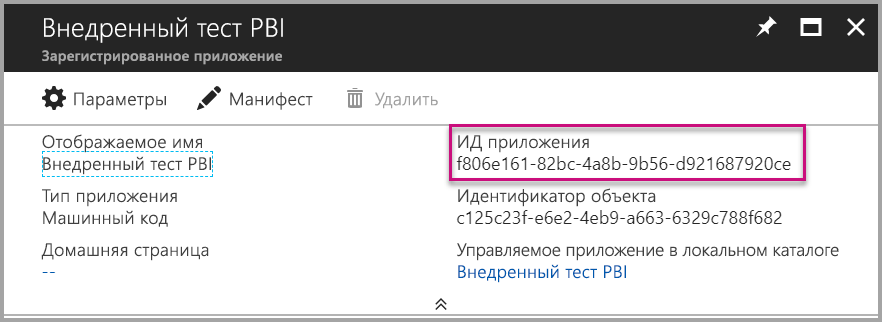 Внедренный тест PBI
Зарегистрированное приложение
Параметры
Манифест
Удалить
Отображаемое имя
Внедренный тест PBI
ИД приложения
f806e161-82bc-4a8b-9b56-d921687920ce
Тип приложения
Машинный код
Идентификатор объекта
c125c23f-e6e2-4eb9-a663-6329c788f682
Домашняя страница
--
Управляемое приложение в локальном каталоге
Внедренный тест PBI